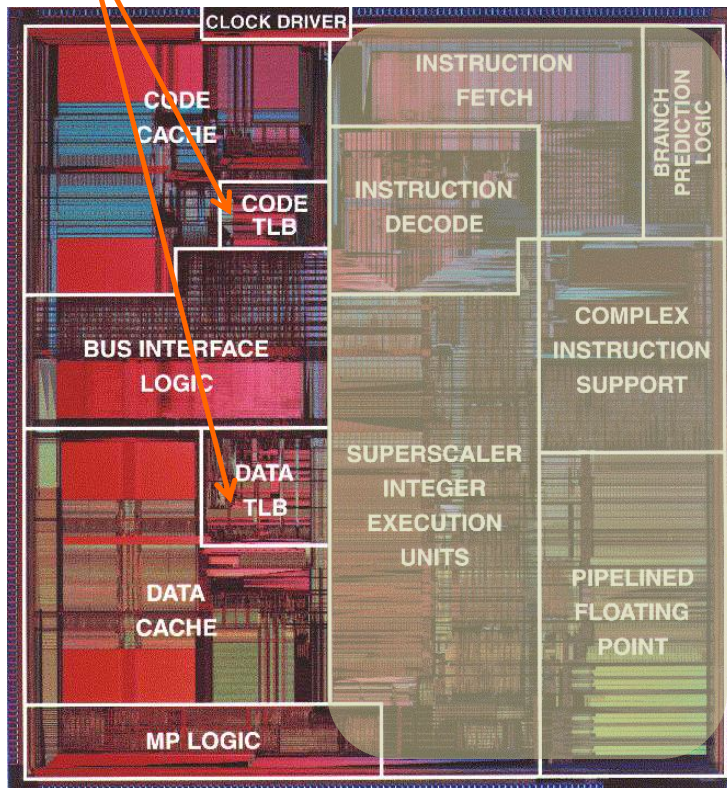 CLOCK DRIVER
CODE
CACHE
CODE
TLB
BUS INTERFACE
LOGIC
DATA
TLB
DATA
CACHE
MP LOGIC
INSTRUCTION
FETCH
BRANCH
PREDICTION
LOGIC
INSTRUCTION
DECODE
COMPLEX
INSTRUCTION
SUPPORT
SUPERSCALER
INTEGER
EXECUTION
UNITS
PIPELINED
FLOATING
POINT